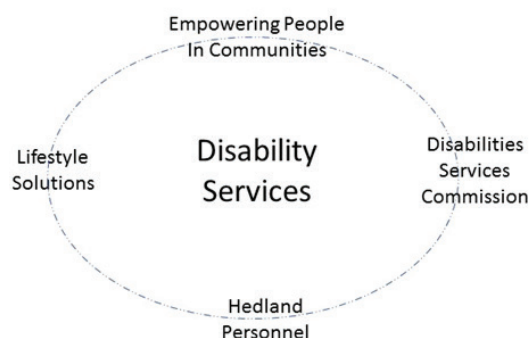 Empowering People
In Communities
Lifestyle
Solutions
Disability
Services
Disabilities
Services
Commission
Hedland
Personnel